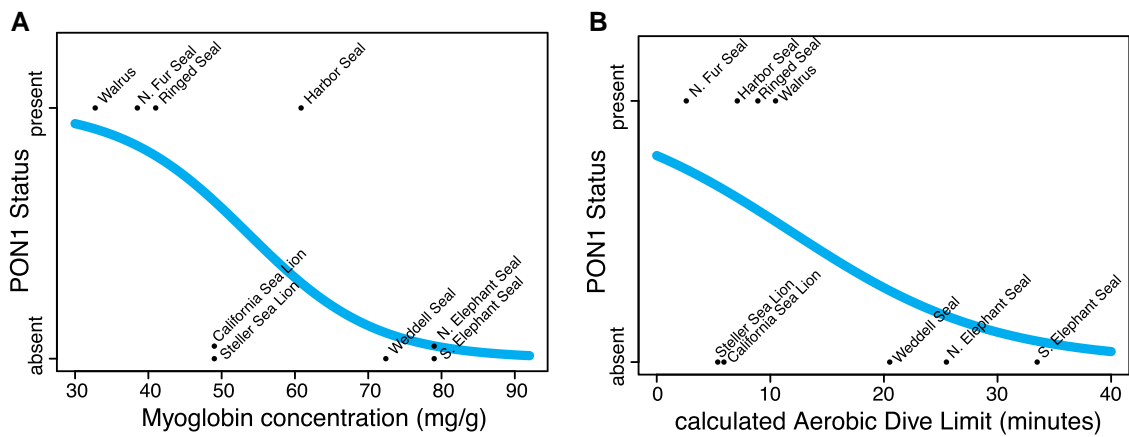 A
PON1 Status
present
absent
Walrus
N. Fur Seal
Ringed Seal
Harbor Seal
California Sea Lion
Steller Sea Lion
Weddell Seal
N. Elephant Seal
S. Elephant Seal
30 40 50 60 70 80 90
Myoglobin concentration (mg/g)
B
PON1 Status
present
absent
N. Fur Seal
Harbor Seal
Ringed Seal
Walrus
Steller Sea Lion
California Sea Lion
Weddell Seal
N. Elephant Seal
S. Elephant Seal
0 10 20 30 40
calculated Aerobic Dive Limit (minutes)